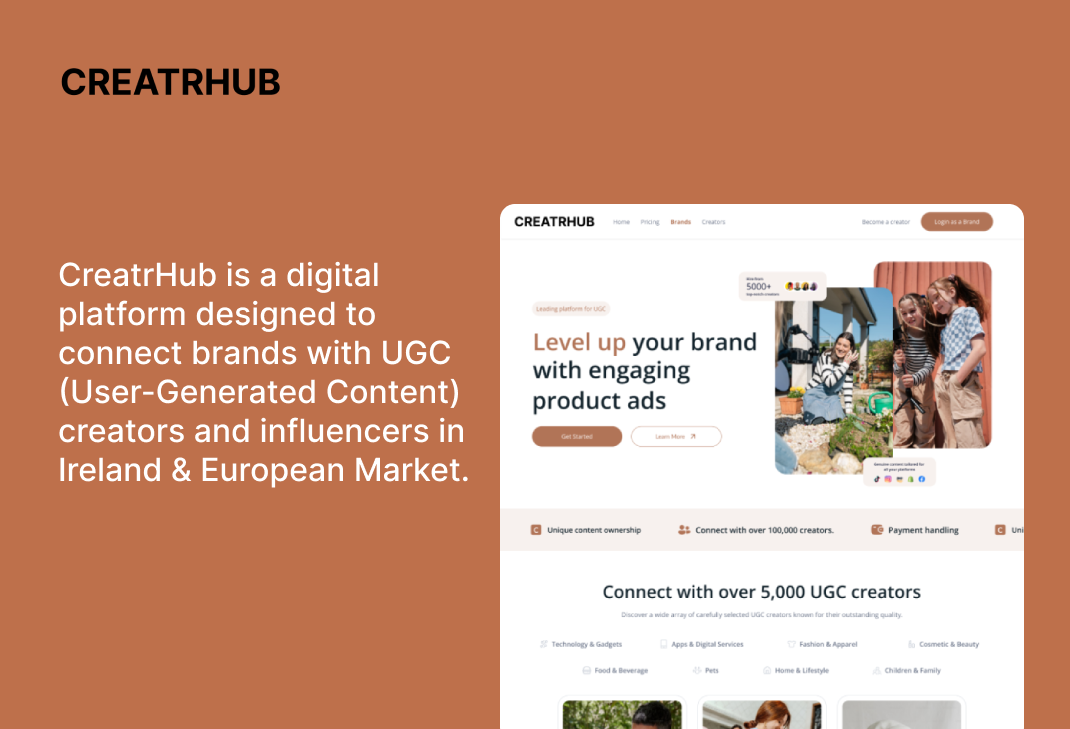 CREATRHUB
CreatrHub is a digital
platform designed to
connect brands with UGC
(User-Generated Content)
creators and influencers in
Ireland & European Market.
CREATRHUB
Home
Pricing
Brands
Creators
Become a creator
Login as a Brand
5000+
Leading platform for UGC
Level up your brand
with engaging
product ads
Get Started
Learn More
Genuine content tailored for
all your platforms
Unique content ownership
Connect with over 100,000 creators.
Payment handling
Uni
Connect with over 5,000 UGC creators
Discover a wide array of carefully selected UGC creators known for their outstanding quality.
Technology & Gadgets
Apps & Digital Services
Fashion & Apparel
Cosmetic & Beauty
Food & Beverage
Pets
Home & Lifestyle
Children & Family